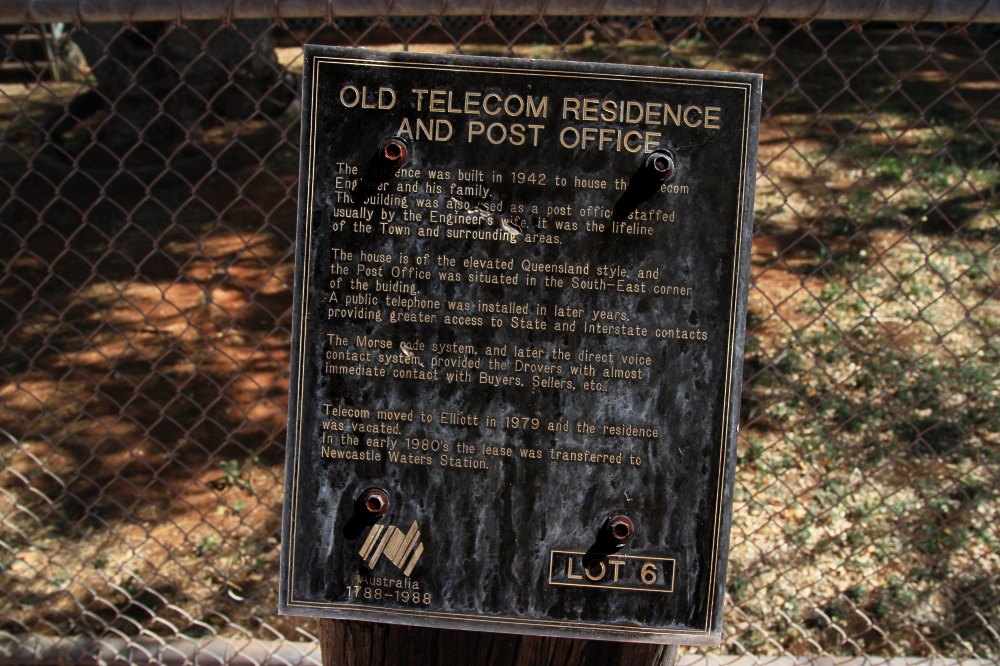 OLD TELECOM RESIDENCE
AND POST OFFICE
The residence was built in 1942 to house the Telecom
Engineer and his family.
The building was also used as a post office, staffed
usually by the Engineer's wife. It was the lifeline
of the Town and surrounding areas.
The house is of the elevated Queensland style, and
the Post Office was situated in the South-East corner
of the buiding.
A public telephone was installed in later years,
providing greater access to State and Interstate contacts
The Morse code system, and later the direct voice
contact system, provided the Drovers with almost
immediate contact with Buyers, Sellers, etc..
Telecom moved to Elliott in 1979 and the residence
was vacated.
In the early 1980's the lease was transferred to
Newcastle Waters Station.
Australia
1788-1988
LOT 6